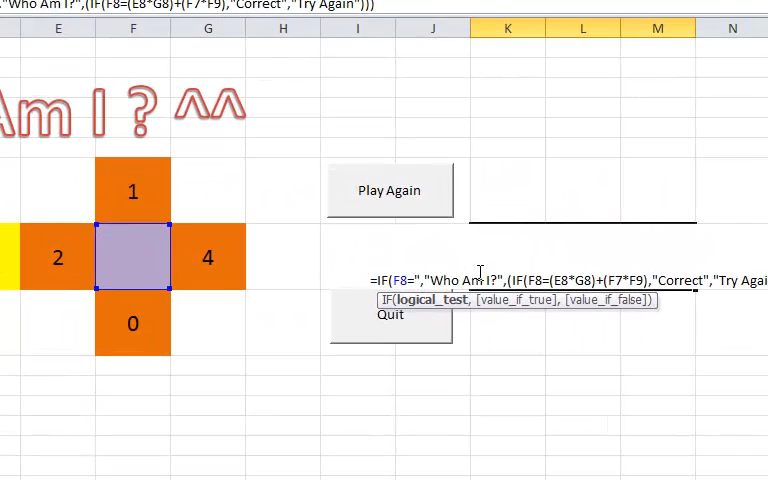 "Who Am I?",(IF(F8=(E8*G8)+(F7*F9),"Correct","Try Again")))
E F G H I J K L M N
Am I ? ^^
1
Play Again
2 4
=IF(F8=","Who Am I?",(IF(F8=(E8*G8)+(F7*F9),"Correct","Try Agai
IF(logical_test, [value_if_true], [value_if_false])
0
Quit